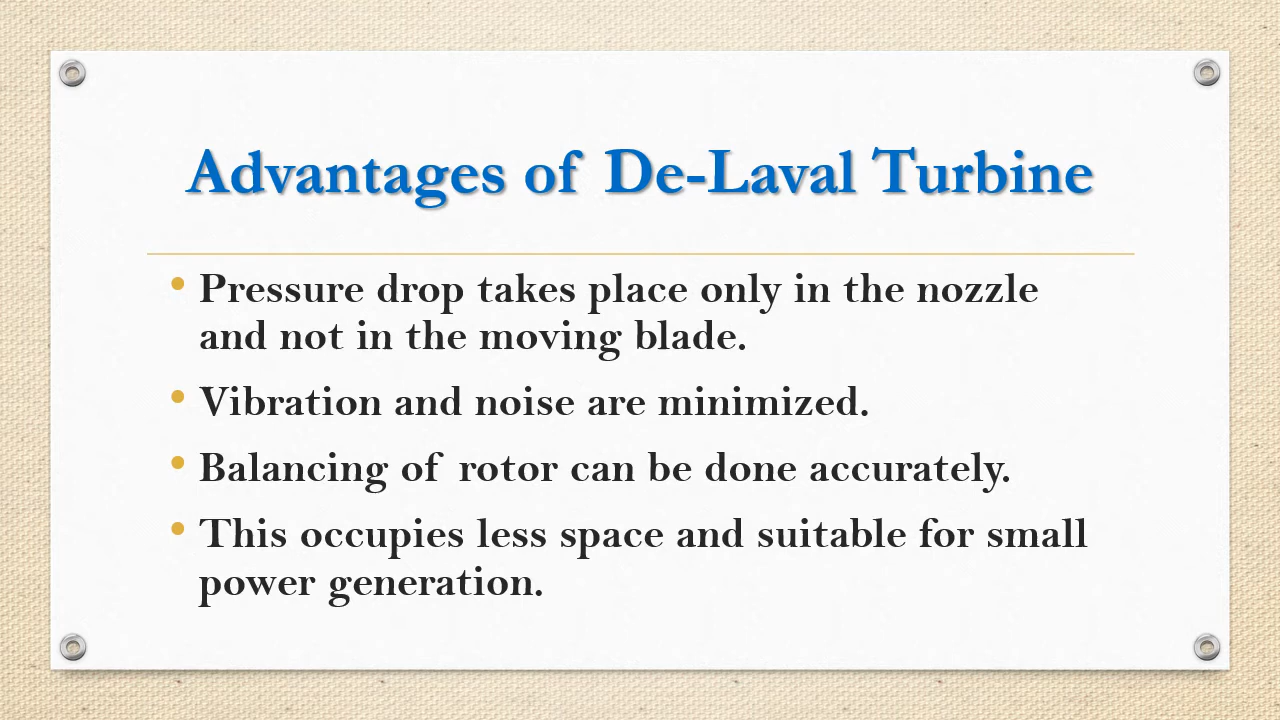 Advantages of De-Laval Turbine
• Pressure drop takes place only in the nozzle
and not in the moving blade.
• Vibration and noise are minimized.
• Balancing of rotor can be done accurately.
• This occupies less space and suitable for small
power generation.